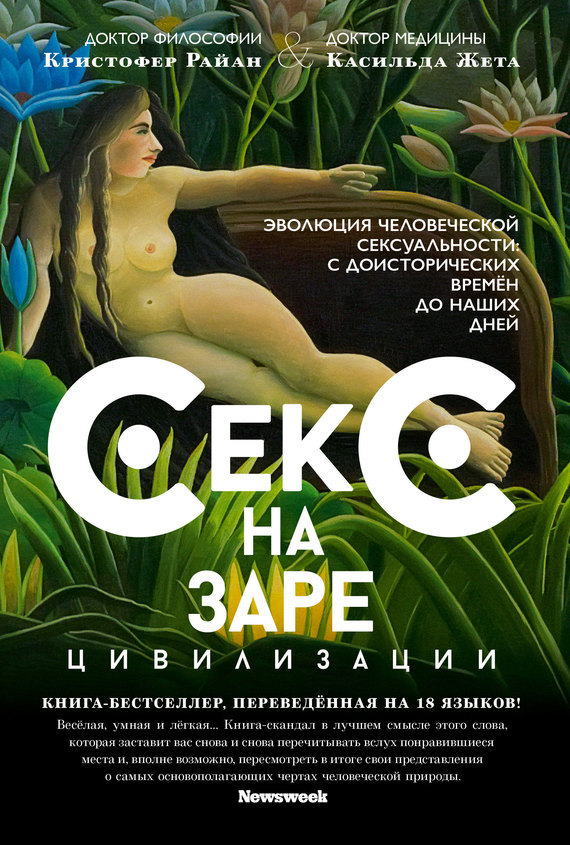 ДОКТОР ФИЛОСОФИИ & ДОКТОР МЕДИЦИНЫ
Кристофер Райан Касильда Жета
ЭВОЛЮЦИЯ ЧЕЛОВЕЧЕСКОЙ
СЕКСУАЛЬНОСТИ:
С ДОИСТОРИЧЕСКИХ
ВРЕМЁН
ДО НАШИХ
ДНЕЙ
СЕКС
НА
ЗАРЕ
ЦИВИЛИЗАЦИИ
КНИГА-БЕСТСЕЛЛЕР, ПЕРЕВЕДЁННАЯ НА 18 ЯЗЫКОВ!
Весёлая, умная и лёгкая... Книга-скандал в лучшем смысле этого слова,
которая заставит вас снова и снова перечитывать вслух понравившиеся
места и, вполне возможно, пересмотреть в итоге свои представления
о самых основополагающих чертах человеческой природы.
Newsweek